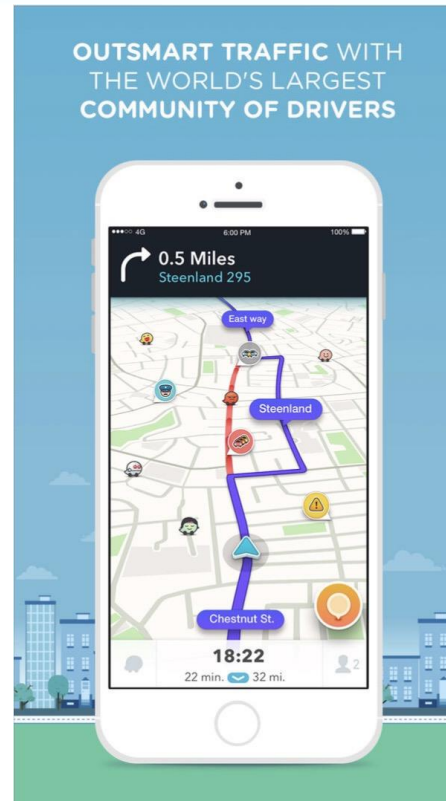 OUTSMART TRAFFIC WITH
THE WORLD'S LARGEST
COMMUNITY OF DRIVERS
4G 6:00 PM 100%
0.5 Miles
Steenland 295
East way
Steenland
Chestnut St.
18:22
22 min. 32 mi.
2